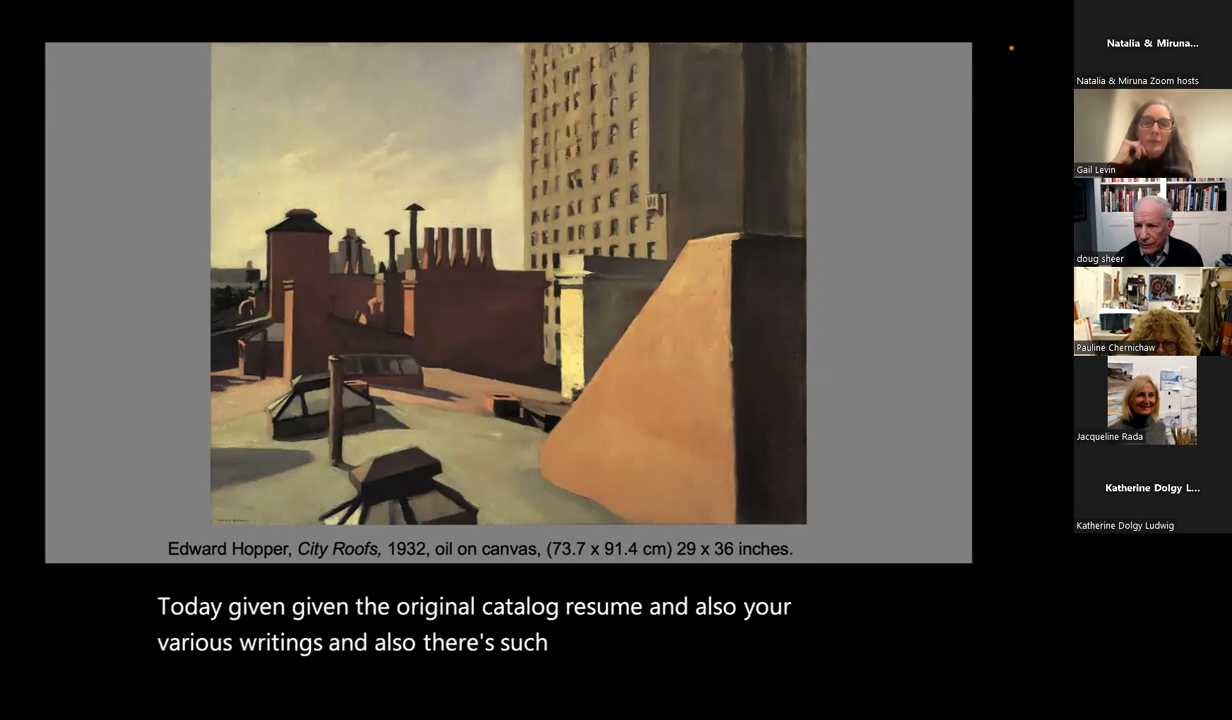 Edward Hopper, City Roofs, 1932, oil on canvas, (73.7 x 91.4 cm) 29 x 36 inches.
Today given given the original catalog resume and also your
various writings and also there's such
Natalia & Miruna...
Natalia & Miruna Zoom hosts
Gail Levin
doug sheer
Pauline Chernichaw
Jacqueline Rada
Katherine Dolgy L...
Katherine Dolgy Ludwig